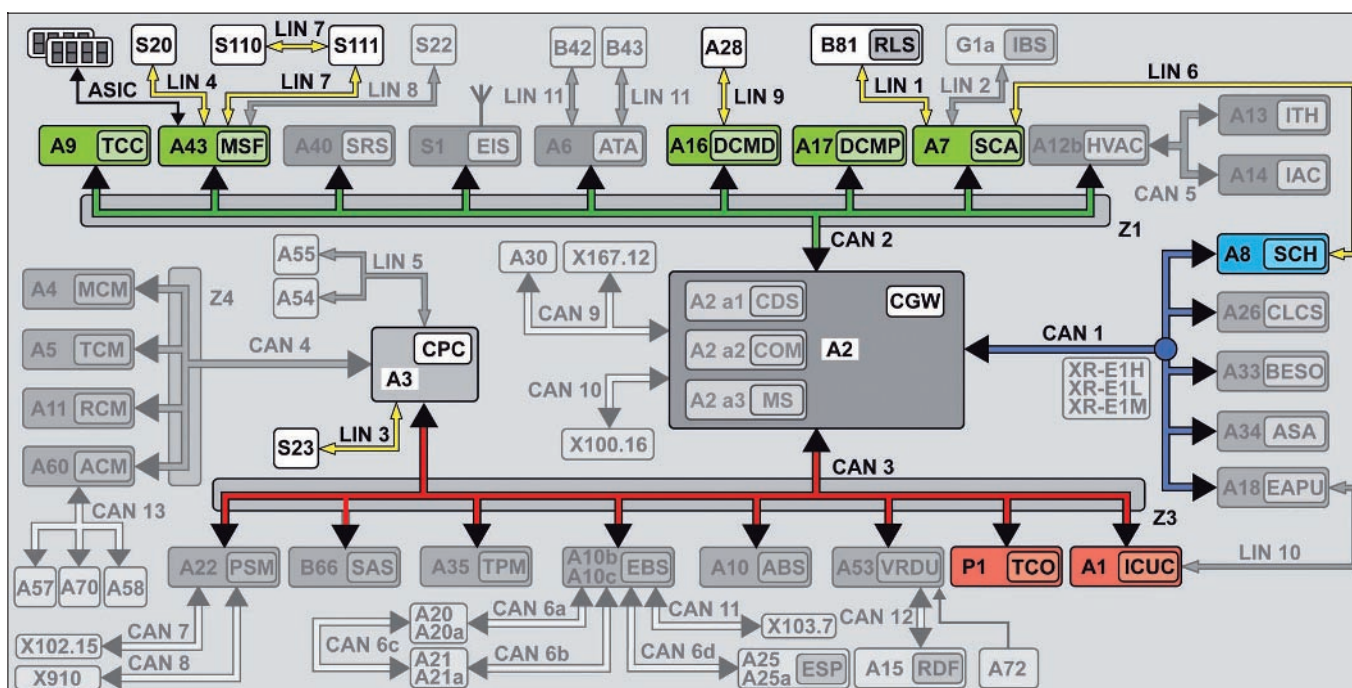 LIN 7
S20
S110
S111
S22
B42
B43
A28
B81 RLS
G1a IBS
ASIC
LIN 4
LIN 7
LIN 8
LIN 11
LIN 11
LIN 9
LIN 1
LIN 2
LIN 6
A9 TCC
A43 MSF
A40 SRS
S1 EIS
A6 ATA
A16 DCMD
A17 DCMP
A7 SCA
A12b HVAC
A13 ITH
A14 IAC
CAN 5
Z1
CAN 2
A55
A54
LIN 5
A30
X167.12
A8 SCH
A4 MCM
Z4
A2 a1 CDS
CGW
CAN 9
A26 CLCS
A5 TCM
CAN 4
CPC
A3
A2 a2 COM
A2
CAN 1
XR-E1H
XR-E1L
XR-E1M
A33 BESO
A11 RCM
CAN 10
A2 a3 MS
A34 ASA
S23
LIN 3
X100.16
A60 ACM
CAN 3
A18 EAPU
CAN 13
Z3
LIN 10
A57
A70
A58
A22 PSM
B66 SAS
A35 TPM
A10b
A10c
EBS
A10 ABS
A53 VRDU
P1 TCO
A1 ICUC
X102.15
CAN 7
X910
CAN 8
CAN 6c
A20
A20a
A21
A21a
CAN 6a
CAN 6b
CAN 11
X103.7
CAN 6d
A25
A25a
ESP
CAN 12
A15 RDF
A72